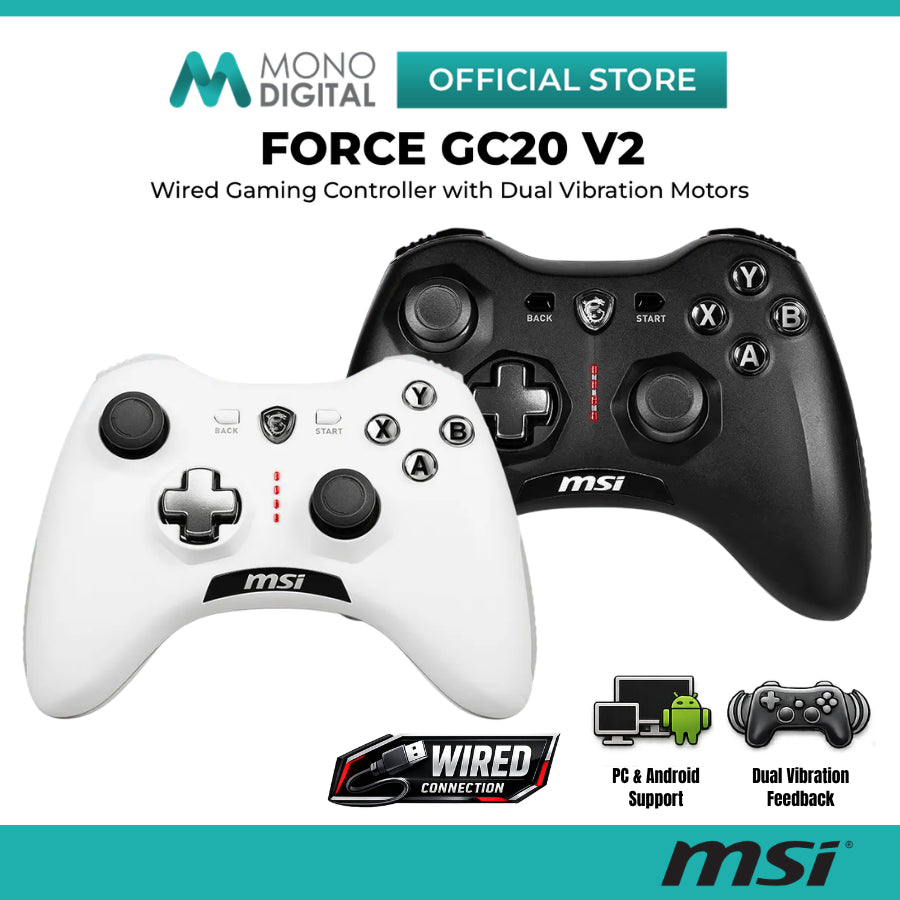 MONO
DIGITAL
OFFICIAL STORE
FORCE GC20 V2
Wired Gaming Controller with Dual Vibration Motors
BACK
START
Y
X
B
A
msi
BACK
START
Y
X
B
A
msi
WIRED
CONNECTION
PC & Android
Support
Dual Vibration
Feedback
msi®